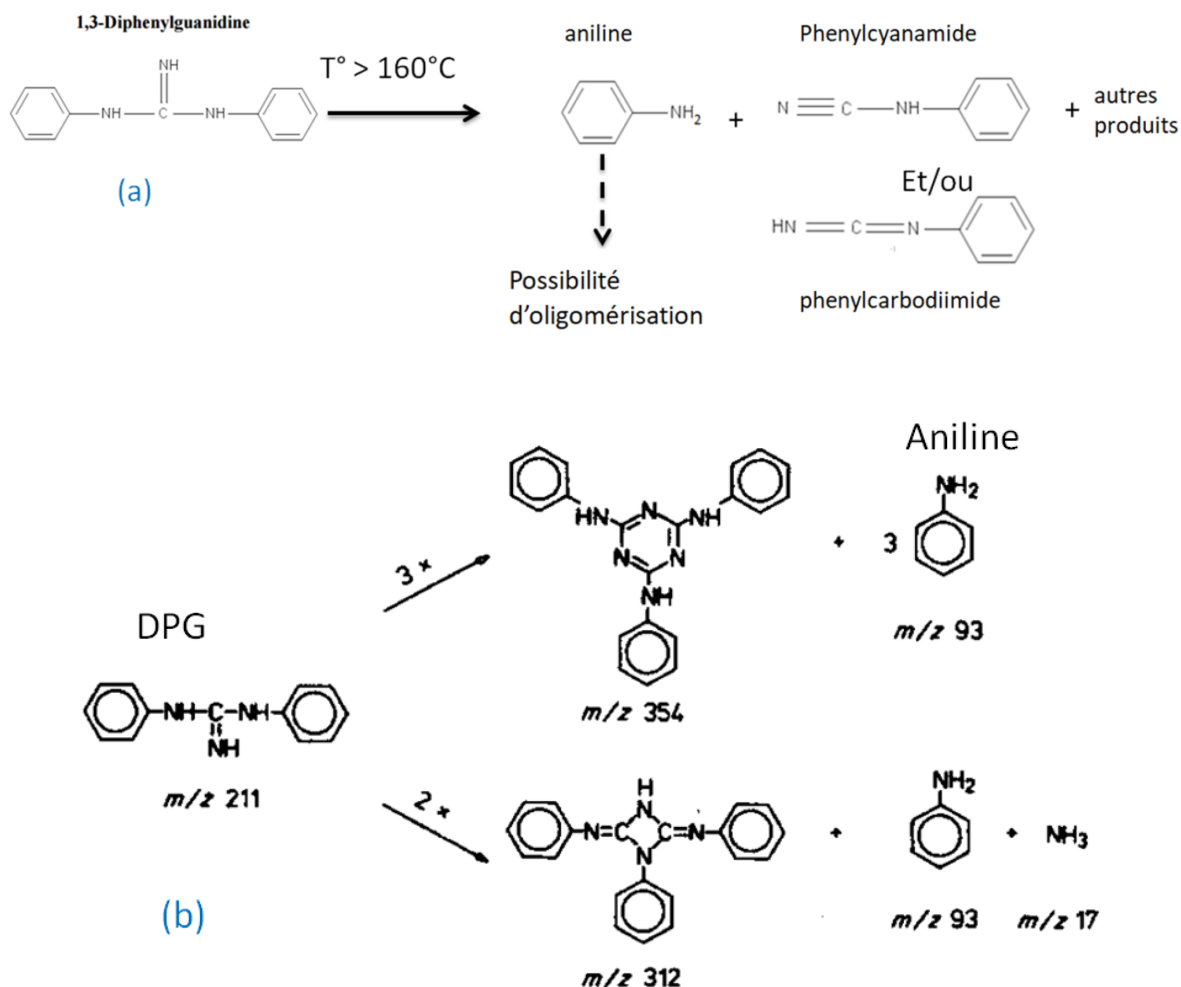 1,3-Diphenylguanidine
NH
NH
C
NH
T° > 160°C
(a)
aniline
NH₂
+
Phenylcyanamide
N
C
NH
+
autres
produits
Et/ou
HN
C
N
phenylcarbodiimide
Possibilité
d'oligomérisation
DPG
NH-C-NH
NH
m/z 211
(b)
3 ×
HN
N
NH
N
N
NH
m/z 354
+
3
Aniline
NH₂
m/z 93
2 ×
H
N
N=C
C=N
N
m/z 312
+
NH₂
m/z 93
+
NH₃
m/z 17